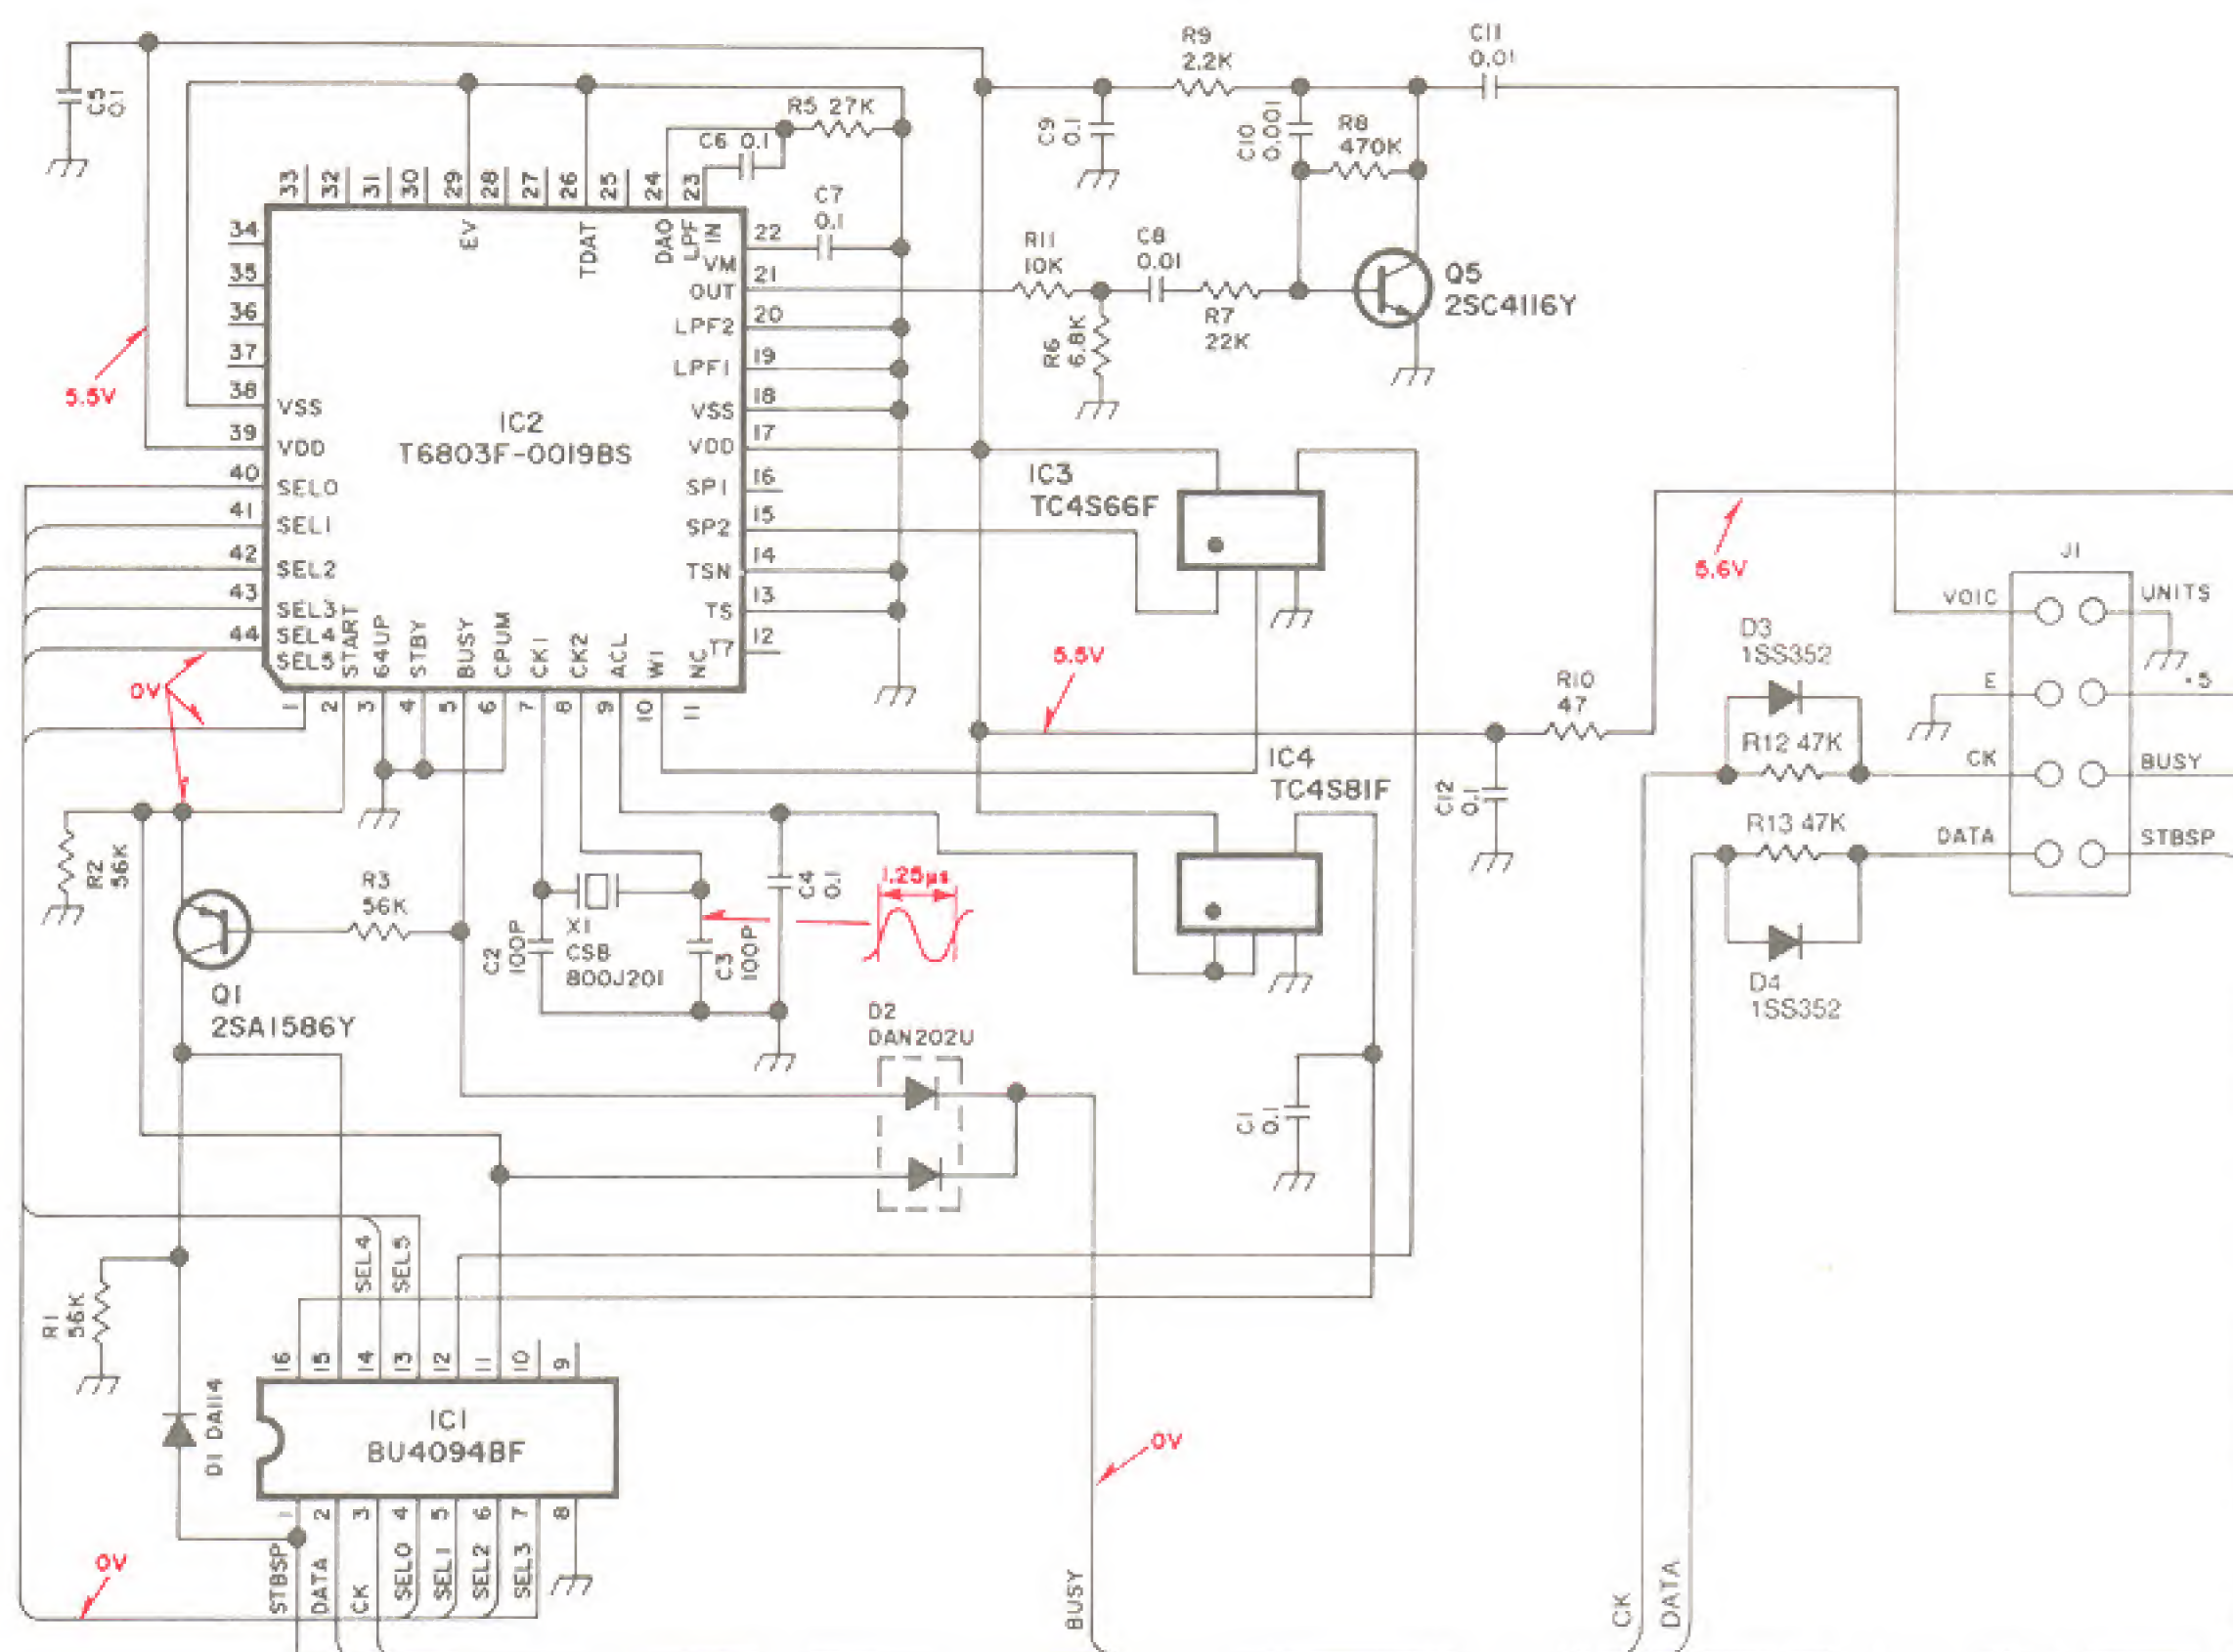 C5
0.1
R5 27K
C6 0.1
C7
0.1
33
32
31
30
29
28
27
26
25
24
23
34
35
36
37
38
39
40
41
42
43
44
EV
TDAT
DAO
LPF
IN
VM
OUT
LPF2
LPF1
VSS
VDD
SP1
SP2
TSN
TS
T7
22
21
20
19
18
17
16
15
14
13
12
VSS
VDD
SEL0
SEL1
SEL2
SEL3
SEL4
SEL5
IC2
T6803F-0019BS
START
64UP
STBY
BUSY
CPUM
CK1
CK2
ACL
W1
NC
1
2
3
4
5
6
7
8
9
10
11
5.5V
0V
R9
2.2K
C11
0.01
C9
0.1
C10
0.001
R8
470K
R11
10K
C8
0.01
R6
6.8K
R7
22K
Q5
2SC4116Y
IC3
TC4S66F
5.5V
5.6V
R10
47
C12
0.1
IC4
TC4S81F
J1
VOIC
UNITS
E
+5
CK
BUSY
DATA
STBSP
D3
1SS352
R12 47K
R13 47K
D4
1SS352
R2
56K
R3
56K
Q1
2SA1586Y
C2
100P
X1
CSB
800J201
C3
100P
C4
0.1
1.25µs
D2
DAN202U
C1
0.1
R1
56K
D1 DA114
SEL4
SEL5
16
15
14
13
12
11
10
9
IC1
BU4094BF
1
2
3
4
5
6
7
8
STBSP
DATA
CK
SEL0
SEL1
SEL2
SEL3
0V
0V
BUSY
CK
DATA